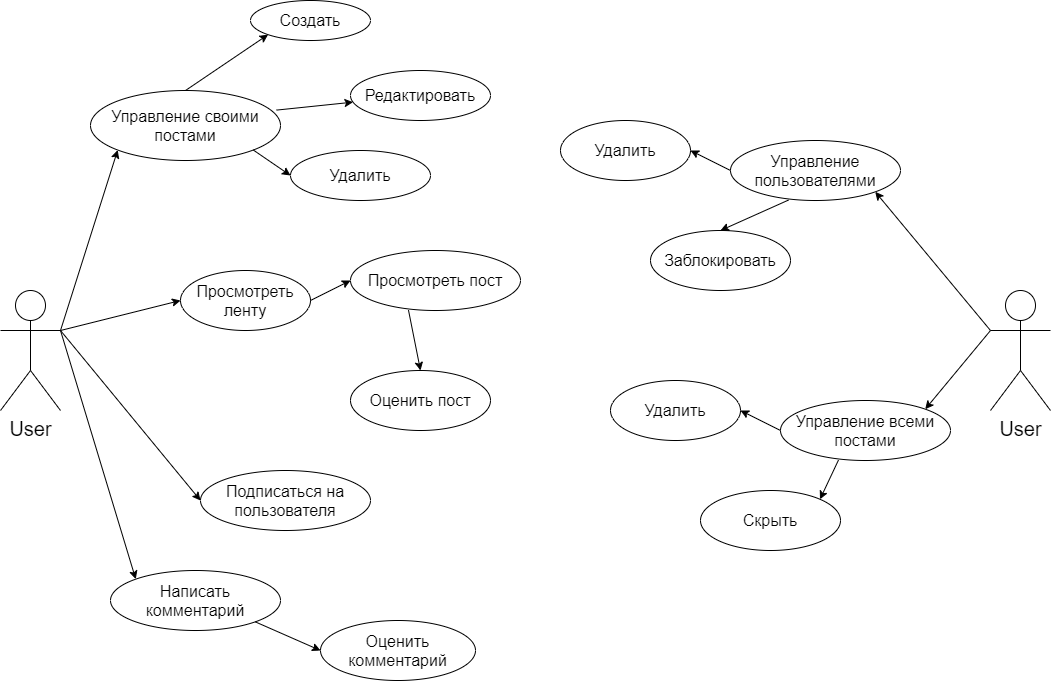 Создать
Управление своими
постами
Редактировать
Удалить
Просмотреть
ленту
Просмотреть пост
Оценить пост
User
Подписаться на
пользователя
Написать
комментарий
Оценить
комментарий
Удалить
Управление
пользователями
Заблокировать
User
Удалить
Управление всеми
постами
Скрыть